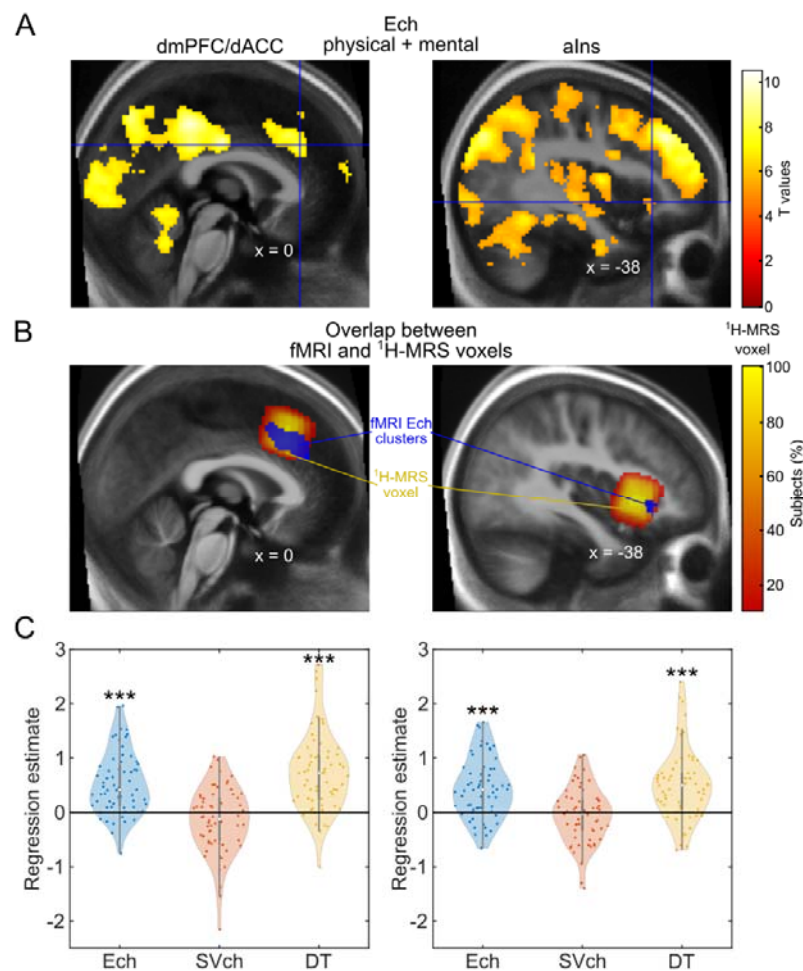 A
Ech
physical + mental
dmPFC/dACC
aIns
x = 0
x = -38
10
8
6
4
2
0
T values
B
Overlap between
fMRI and ¹H-MRS voxels
¹H-MRS
voxel
fMRI Ech
clusters
¹H-MRS
voxel
x = 0
x = -38
100
80
60
40
20
Subjects (%)
C
Regression estimate
3
2
1
0
-1
-2
***
***
Ech
SVch
DT
Regression estimate
3
2
1
0
-1
-2
***
***
Ech
SVch
DT